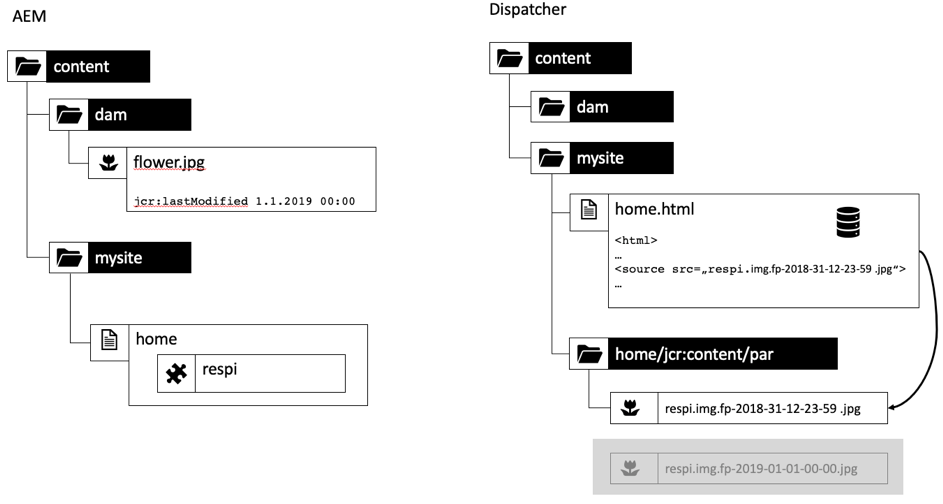 AEM
content
dam
flower.jpg
jcr:lastModified 1.1.2019 00:00
mysite
home
respi
Dispatcher
content
dam
mysite
home.html
<html>
…
<source src=„respi.img.fp-2018-31-12-23-59 .jpg“>
…
home/jcr:content/par
respi.img.fp-2018-31-12-23-59 .jpg
respi.img.fp-2019-01-01-00-00.jpg